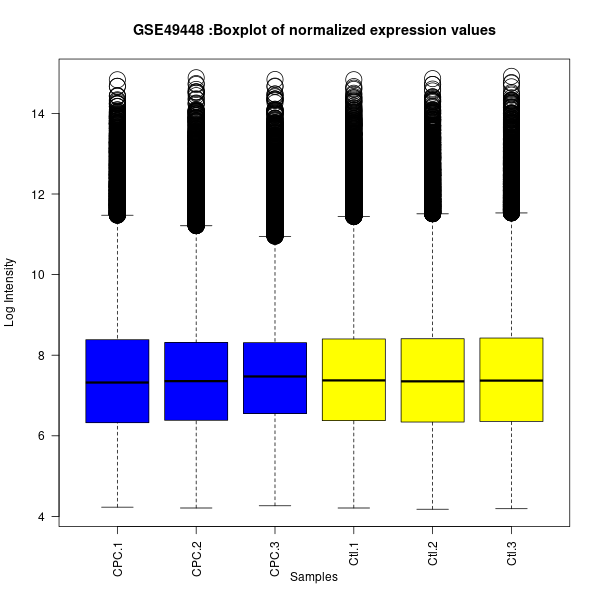 GSE49448 :Boxplot of normalized expression values
Log Intensity
14
12
10
8
6
4
CPC.1
CPC.2
CPC.3
Ctl.1
Ctl.2
Ctl.3
Samples